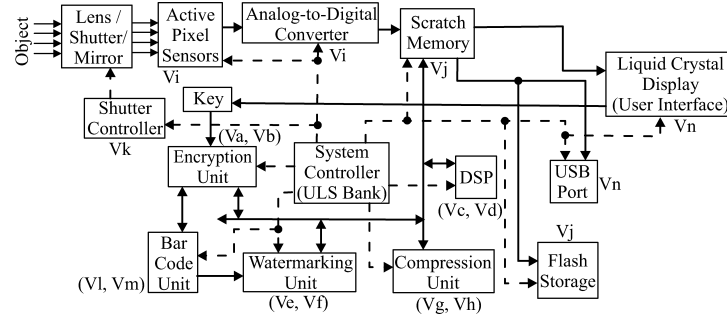 Object
Lens /
Shutter/
Mirror
Active
Pixel
Sensors
Vi
Analog-to-Digital
Converter
Vi
Scratch
Memory
Vj
Liquid Crystal
Display
(User Interface)
Vn
Shutter
Controller
Vk
Key
(Va, Vb)
Encryption
Unit
System
Controller
(ULS Bank)
DSP
(Vc, Vd)
USB
Port
Vn
Bar
Code
Unit
(Vl, Vm)
Watermarking
Unit
(Ve, Vf)
Compression
Unit
(Vg, Vh)
Vj
Flash
Storage